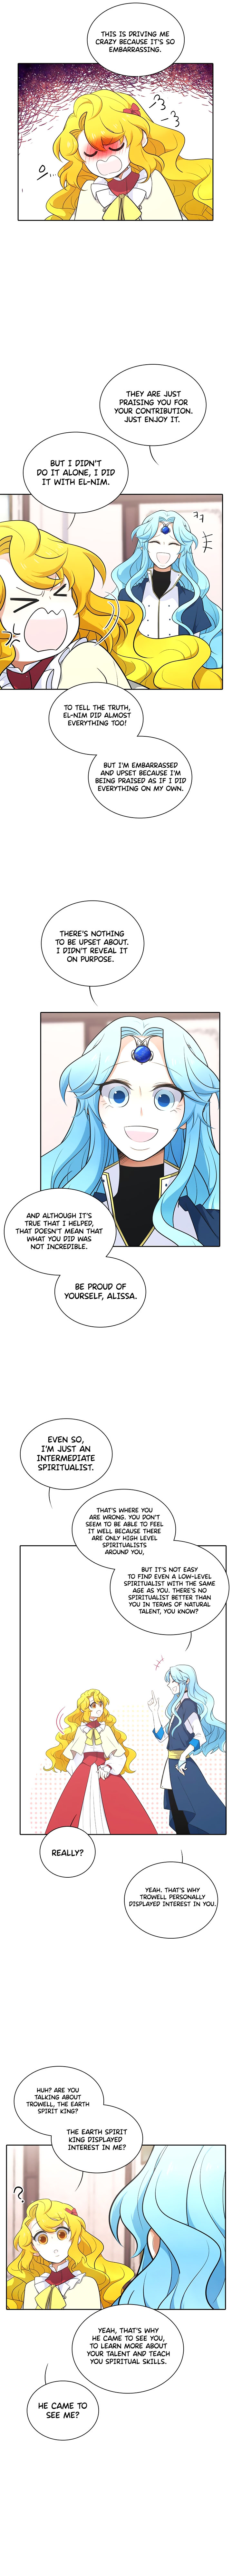 THIS IS DRIVING ME
CRAZY BECAUSE IT'S SO
EMBARRASSING.
THEY ARE JUST
PRAISING YOU FOR
YOUR CONTRIBUTION.
JUST ENJOY IT.
BUT I DIDN'T
DO IT ALONE, I DID
IT WITH EL-NIM.
TO TELL THE TRUTH,
EL-NIM DID ALMOST
EVERYTHING TOO!
BUT I'M EMBARRASSED
AND UPSET BECAUSE I'M
BEING PRAISED AS IF I DID
EVERYTHING ON MY OWN.
THERE'S NOTHING
TO BE UPSET ABOUT.
I DIDN'T REVEAL IT
ON PURPOSE.
AND ALTHOUGH IT'S
TRUE THAT I HELPED,
THAT DOESN'T MEAN THAT
WHAT YOU DID WAS
NOT INCREDIBLE.
BE PROUD OF
YOURSELF, ALISSA.
EVEN SO,
I'M JUST AN
INTERMEDIATE
SPIRITUALIST.
THAT'S WHERE YOU
ARE WRONG. YOU DON'T
SEEM TO BE ABLE TO FEEL
IT WELL BECAUSE THERE
ARE ONLY HIGH LEVEL
SPIRITUALISTS
AROUND YOU,
BUT IT'S NOT EASY
TO FIND EVEN A LOW-LEVEL
SPIRITUALIST WITH THE SAME
AGE AS YOU. THERE'S NO
SPIRITUALIST BETTER THAN
YOU IN TERMS OF NATURAL
TALENT, YOU KNOW?
REALLY?
YEAH. THAT'S WHY
TROWELL PERSONALLY
DISPLAYED INTEREST IN YOU.
HUH? ARE YOU
TALKING ABOUT
TROWELL, THE EARTH
SPIRIT KING?
THE EARTH SPIRIT
KING DISPLAYED
INTEREST IN ME?
?
YEAH, THAT'S WHY
HE CAME TO SEE YOU,
TO LEARN MORE ABOUT
YOUR TALENT AND TEACH
YOU SPIRITUAL SKILLS.
HE CAME TO
SEE ME?